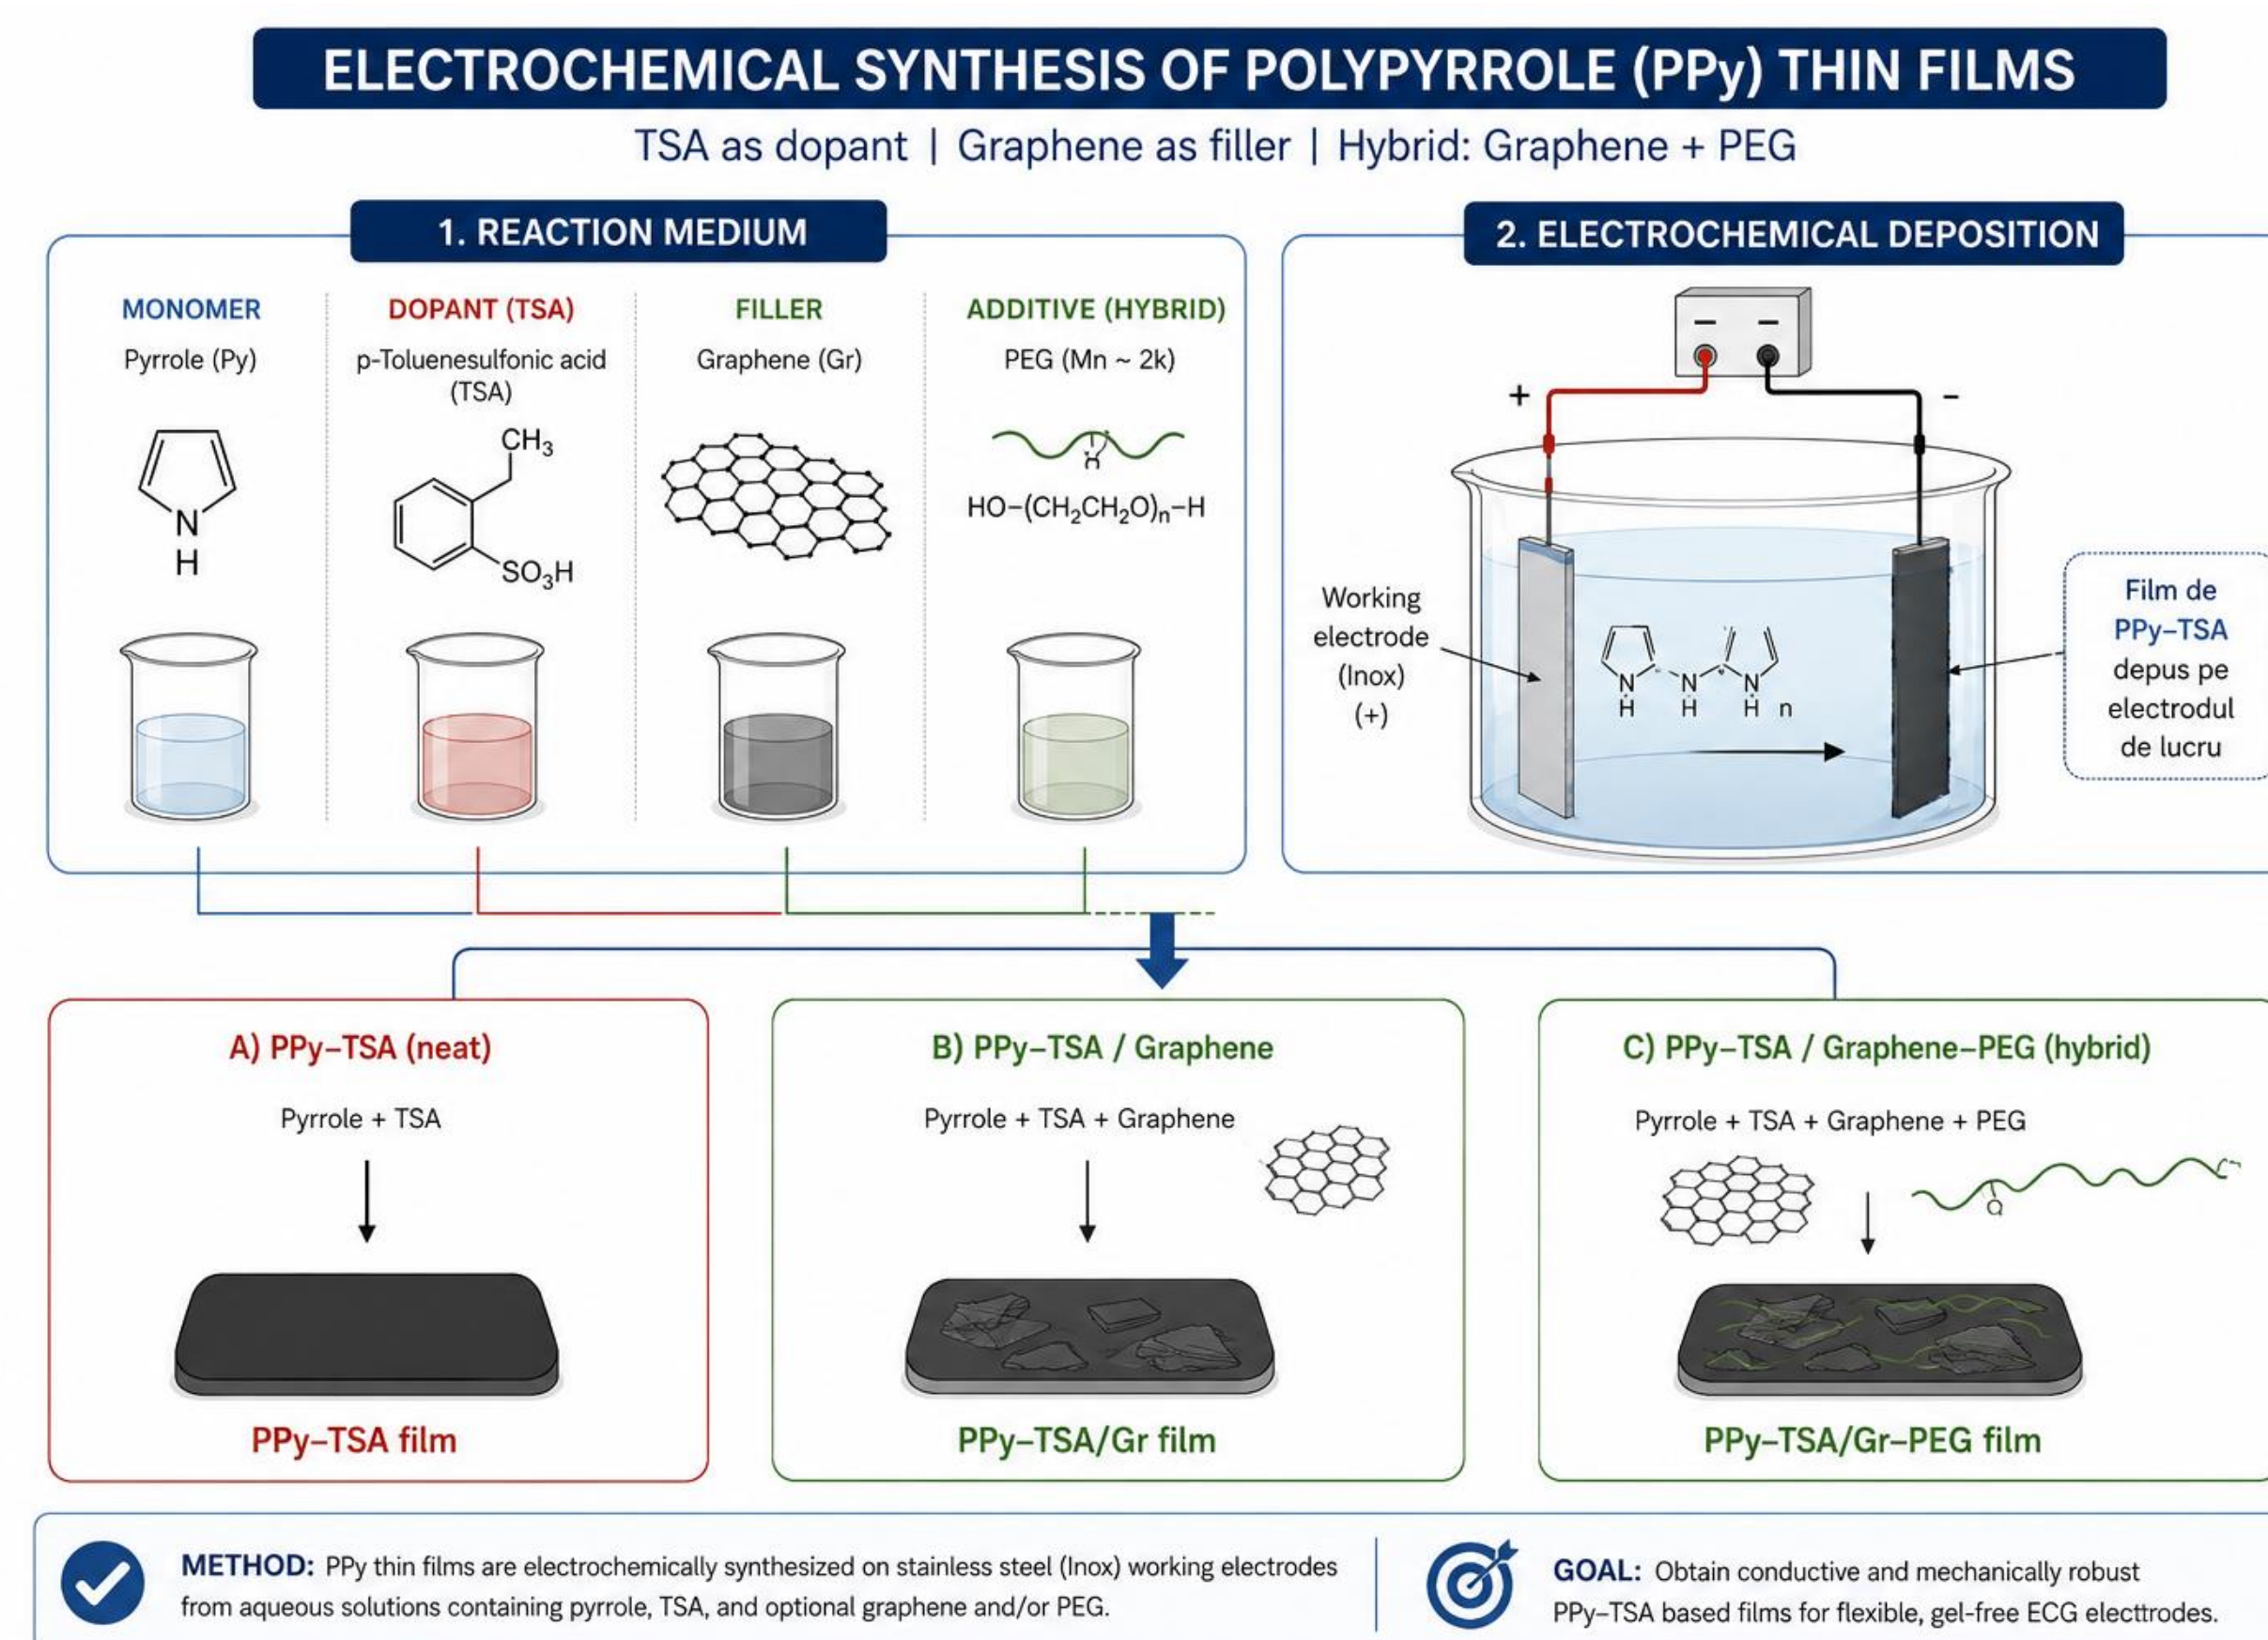 ELECTROCHEMICAL SYNTHESIS OF POLYPYRROLE (PPy) THIN FILMS
TSA as dopant | Graphene as filler | Hybrid: Graphene + PEG
1. REACTION MEDIUM
MONOMER
Pyrrole (Py)
N
H
DOPANT (TSA)
p-Toluenesulfonic acid
(TSA)
CH₃
SO₃H
FILLER
Graphene (Gr)
ADDITIVE (HYBRID)
PEG (Mn ~ 2k)
HO–(CH₂CH₂O)ₙ–H
2. ELECTROCHEMICAL DEPOSITION
– –
+ –
Working
electrode
(Inox)
(+)
N N N
H H H n
Film de
PPy–TSA
depus pe
electrodul
de lucru
A) PPy–TSA (neat)
Pyrrole + TSA
PPy–TSA film
B) PPy–TSA / Graphene
Pyrrole + TSA + Graphene
PPy–TSA/Gr film
C) PPy–TSA / Graphene–PEG (hybrid)
Pyrrole + TSA + Graphene + PEG
PPy–TSA/Gr–PEG film
METHOD: PPy thin films are electrochemically synthesized on stainless steel (Inox) working electrodes
from aqueous solutions containing pyrrole, TSA, and optional graphene and/or PEG.
GOAL: Obtain conductive and mechanically robust
PPy–TSA based films for flexible, gel-free ECG electtrodes.